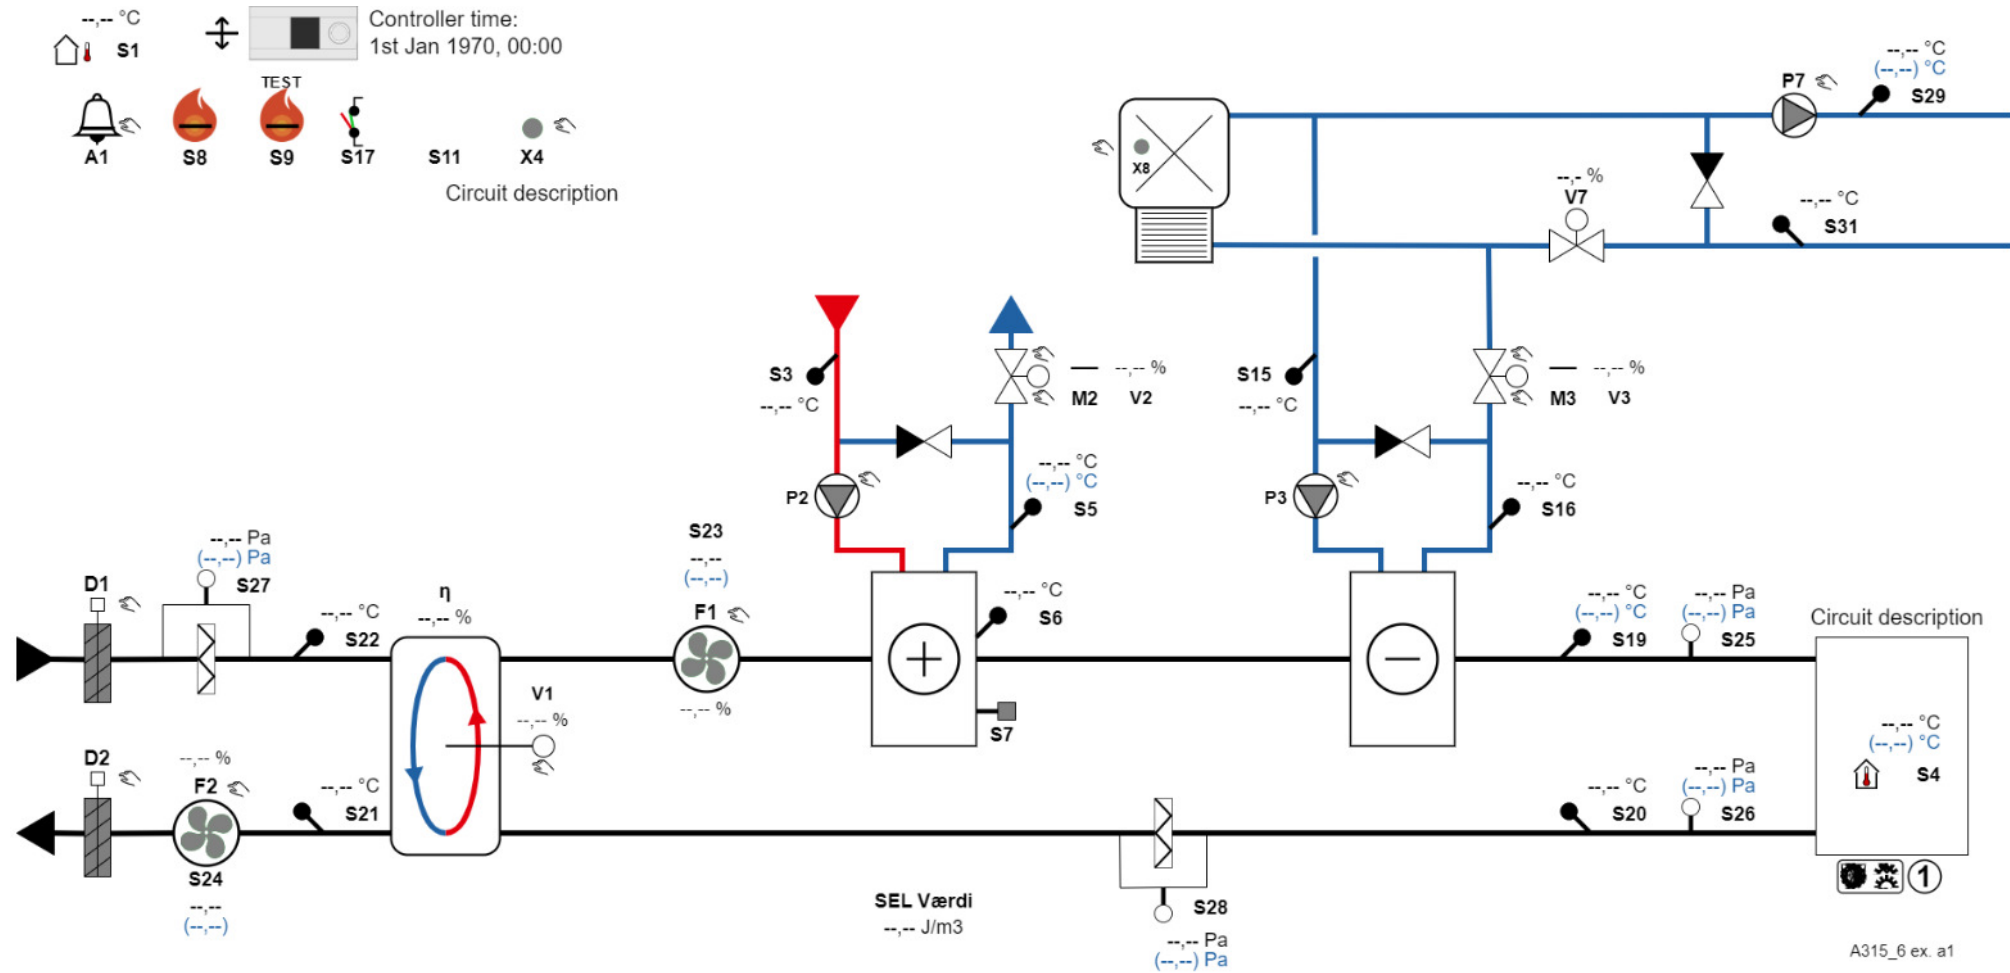 --,-- °C
S1
Controller time:
1st Jan 1970, 00:00
TEST
A1
S8
S9
S17
S11
X4
Circuit description
--,-- °C
(--,--) °C
P7
S29
X8
--,- %
V7
--,-- °C
S31
S3
--,-- °C
--- --,-- %
M2
V2
S15
--,-- °C
--- --,-- %
M3
V3
--,-- °C
(--,--) °C
P2
S5
--,-- °C
P3
S16
--,-- Pa
(--,--) Pa
S27
D1
S23
--,--
(--,--)
F1
--,-- %
--,-- °C
S22
η
--,-- %
V1
--,-- %
--,-- °C
S6
S7
--,-- °C
(--,--) °C
S19
--,-- Pa
(--,--) Pa
S25
Circuit description
--,-- °C
(--,--) °C
S4
D2
--,-- %
F2
S24
--,--
(--,--)
--,-- °C
S21
--,-- °C
S20
--,-- Pa
(--,--) Pa
S26
SEL Værdi
--,-- J/m3
S28
--,-- Pa
(--,--) Pa
1
A315_6 ex. a1